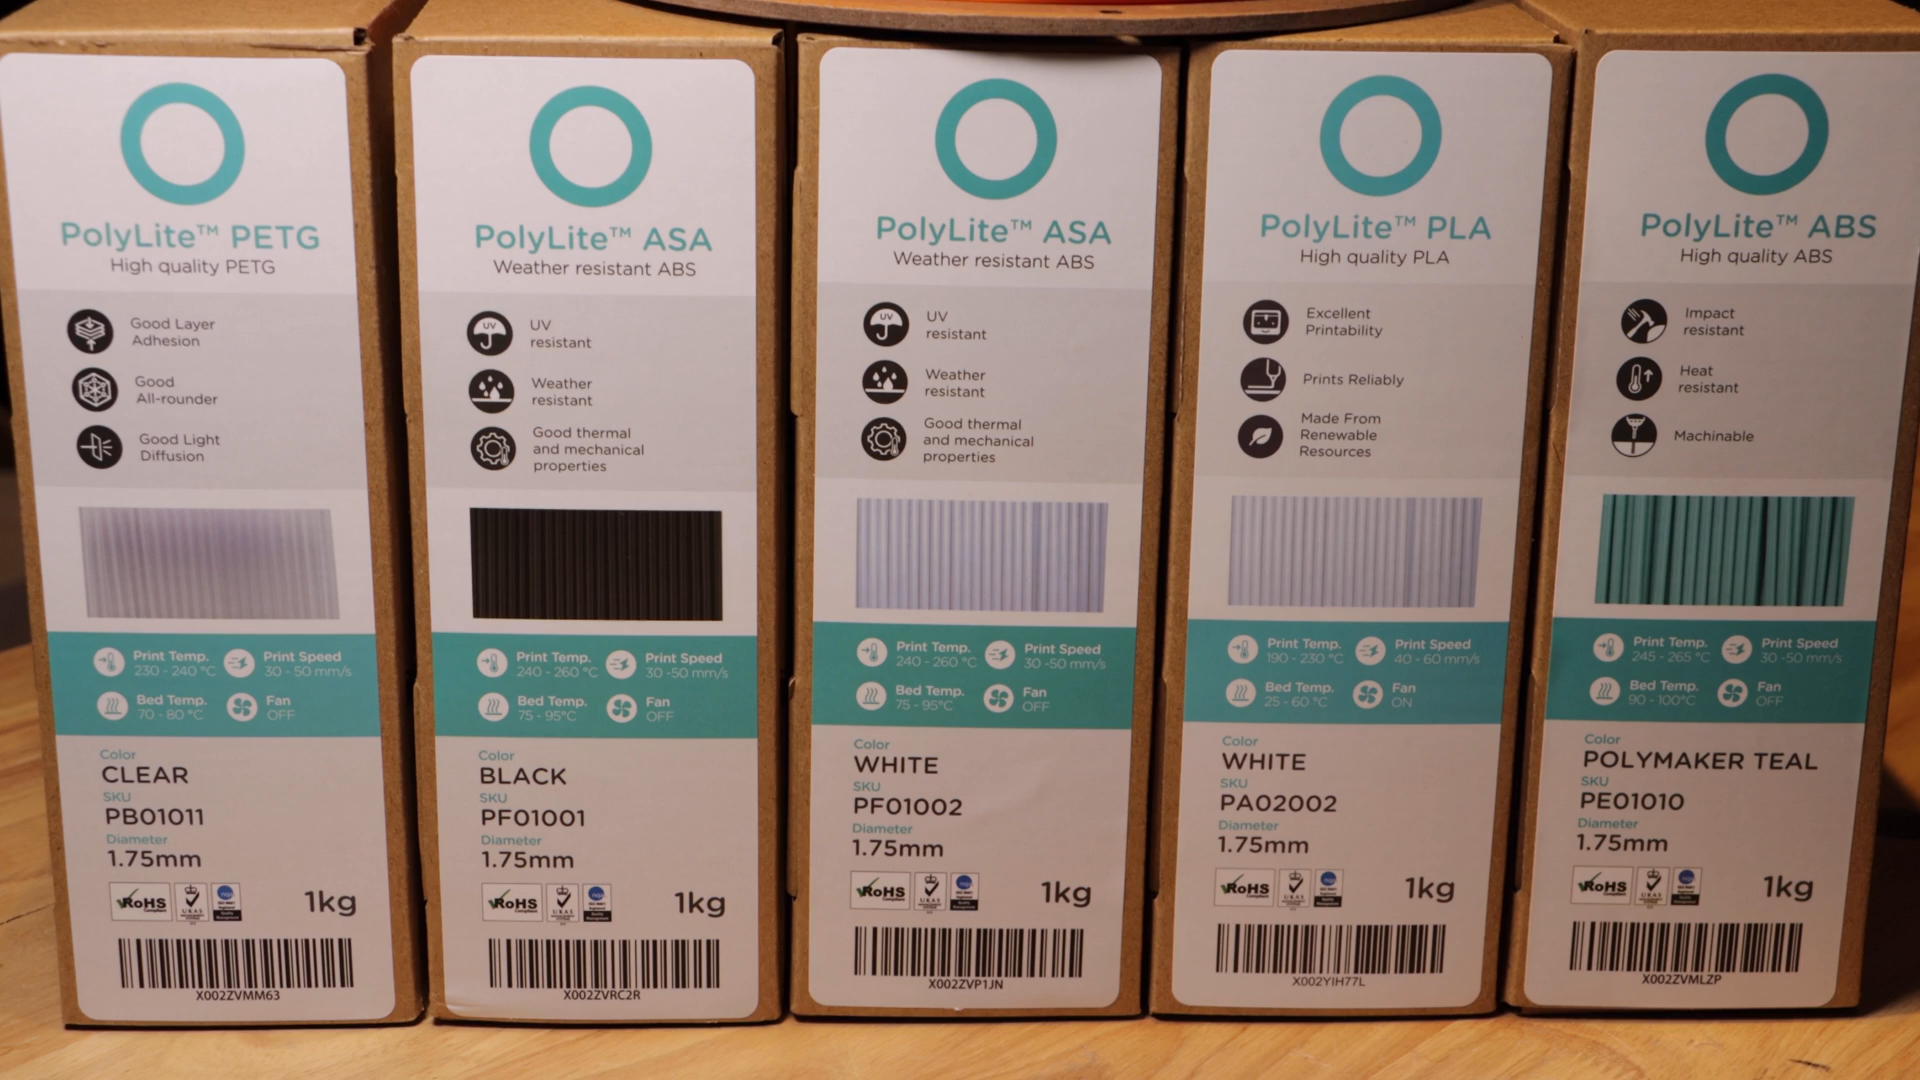 PolyLite™ PETG
High quality PETG
Good Layer
Adhesion
Good
All-rounder
Good Light
Diffusion
Print Temp.
230 - 240 °C
Print Speed
30 - 50 mm/s
Bed Temp.
70 - 80 °C
Fan
OFF
Color
CLEAR
SKU
PB01011
Diameter
1.75mm
RoHS
UKAS
1kg
X002ZVMM63
PolyLite™ ASA
Weather resistant ABS
UV
UV
resistant
Weather
resistant
Good thermal
and mechanical
properties
Print Temp.
240 - 260 °C
Print Speed
30 -50 mm/s
Bed Temp.
75 - 95°C
Fan
OFF
Color
BLACK
SKU
PF01001
Diameter
1.75mm
RoHS
UKAS
1kg
X002ZVRC2R
PolyLite™ ASA
Weather resistant ABS
UV
UV
resistant
Weather
resistant
Good thermal
and mechanical
properties
Print Temp.
240 - 260 °C
Print Speed
30 -50 mm/s
Bed Temp.
75 - 95°C
Fan
OFF
Color
WHITE
SKU
PF01002
Diameter
1.75mm
RoHS
UKAS
1kg
X002ZVP1JN
PolyLite™ PLA
High quality PLA
Excellent
Printability
Prints Reliably
Made From
Renewable
Resources
Print Temp.
190 - 230 °C
Print Speed
40 - 60 mm/s
Bed Temp.
25 - 60 °C
Fan
ON
Color
WHITE
SKU
PA02002
Diameter
1.75mm
RoHS
UKAS
1kg
X002YIH77L
PolyLite™ ABS
High quality ABS
Impact
resistant
Heat
resistant
Machinable
Print Temp.
245 - 265 °C
Print Speed
30 -50 mm/s
Bed Temp.
90 - 100°C
Fan
OFF
Color
POLYMAKER TEAL
SKU
PE01010
Diameter
1.75mm
RoHS
UKAS
1kg
X002ZVMLZP